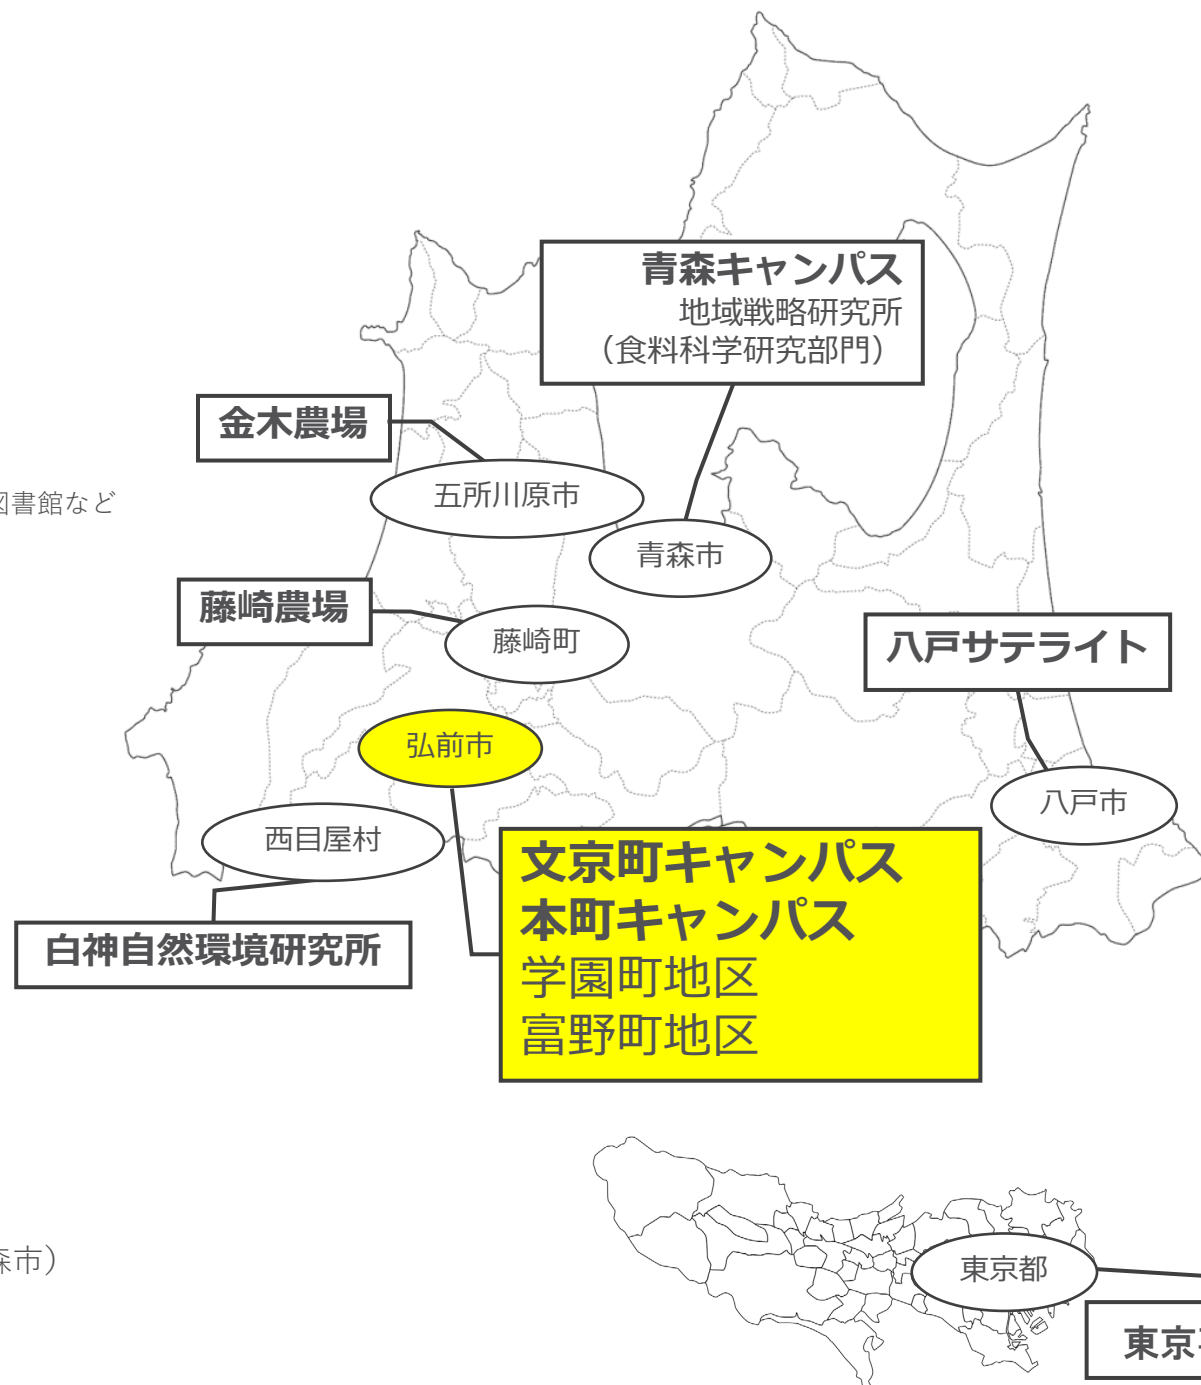 青森キャンパス
地域戦略研究所
（食料科学研究部門）
金木農場
五所川原市
図書館など
青森市
藤崎農場
藤崎町
八戸サテライト
弘前市
八戸市
西目屋村
文京町キャンパス
本町キャンパス
学園町地区
富野町地区
白神自然環境研究所
森市）
東京都
東京